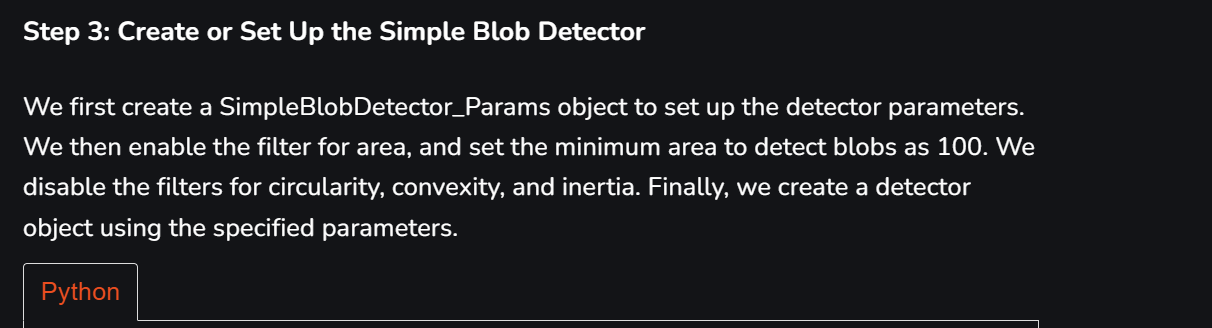 Step 3: Create or Set Up the Simple Blob Detector
We first create a SimpleBlobDetector_Params object to set up the detector parameters.
We then enable the filter for area, and set the minimum area to detect blobs as 100. We
disable the filters for circularity, convexity, and inertia. Finally, we create a detector
object using the specified parameters.
Python